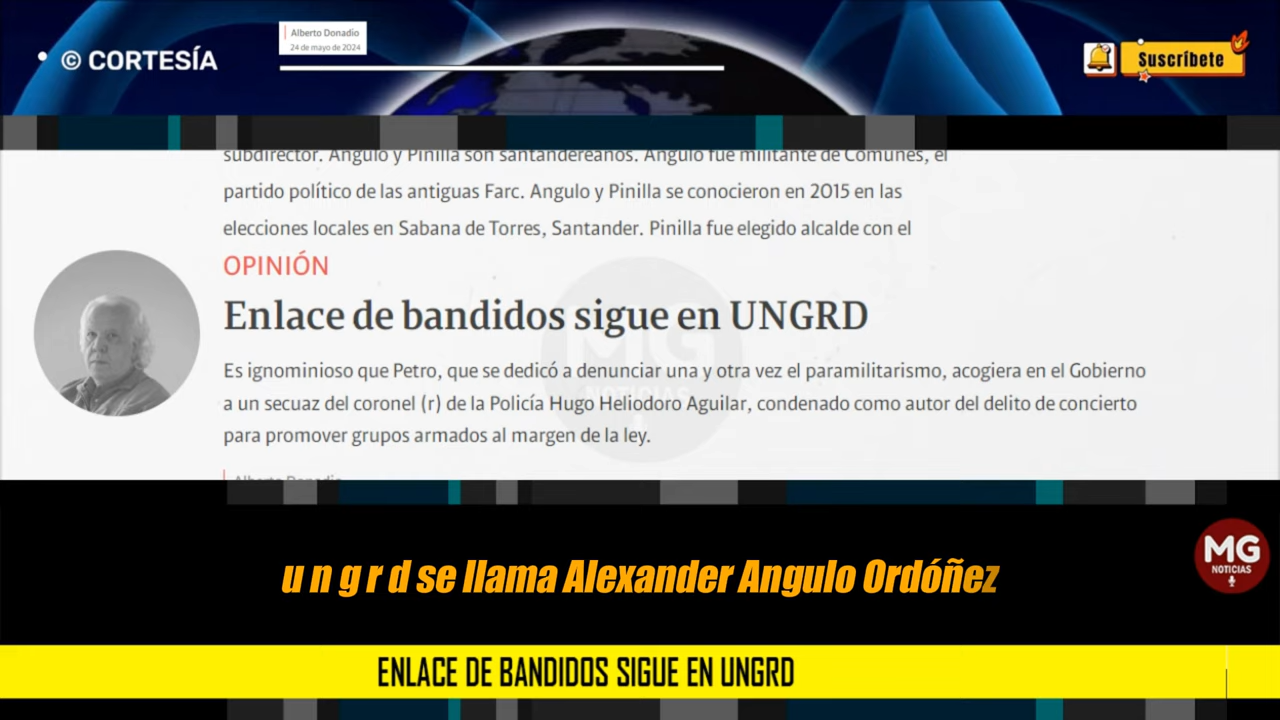 © CORTESÍA
Alberto Donadio
24 de mayo de 2024
Suscríbete
subdirector. Angulo y Pinilla son santandereanos. Angulo fue militante de Comunes, el
partido político de las antiguas Farc. Angulo y Pinilla se conocieron en 2015 en las
elecciones locales en Sabana de Torres, Santander. Pinilla fue elegido alcalde con el
OPINIÓN
Enlace de bandidos sigue en UNGRD
Es ignominioso que Petro, que se dedicó a denunciar una y otra vez el paramilitarismo, acogiera en el Gobierno
a un secuaz del coronel (r) de la Policía Hugo Heliodoro Aguilar, condenado como autor del delito de concierto
para promover grupos armados al margen de la ley.
Alberto Donadio
MG
NOTICIAS
u n g r d se llama Alexander Angulo Ordóñez
MG
NOTICIAS
ENLACE DE BANDIDOS SIGUE EN UNGRD